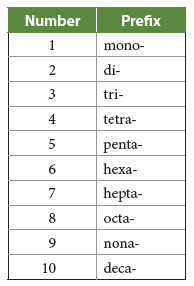 Number Prefix
1 mono-
2 di-
3 tri-
4 tetra-
5 penta-
6 hexa-
7 hepta-
8 octa-
9 nona-
10 deca-